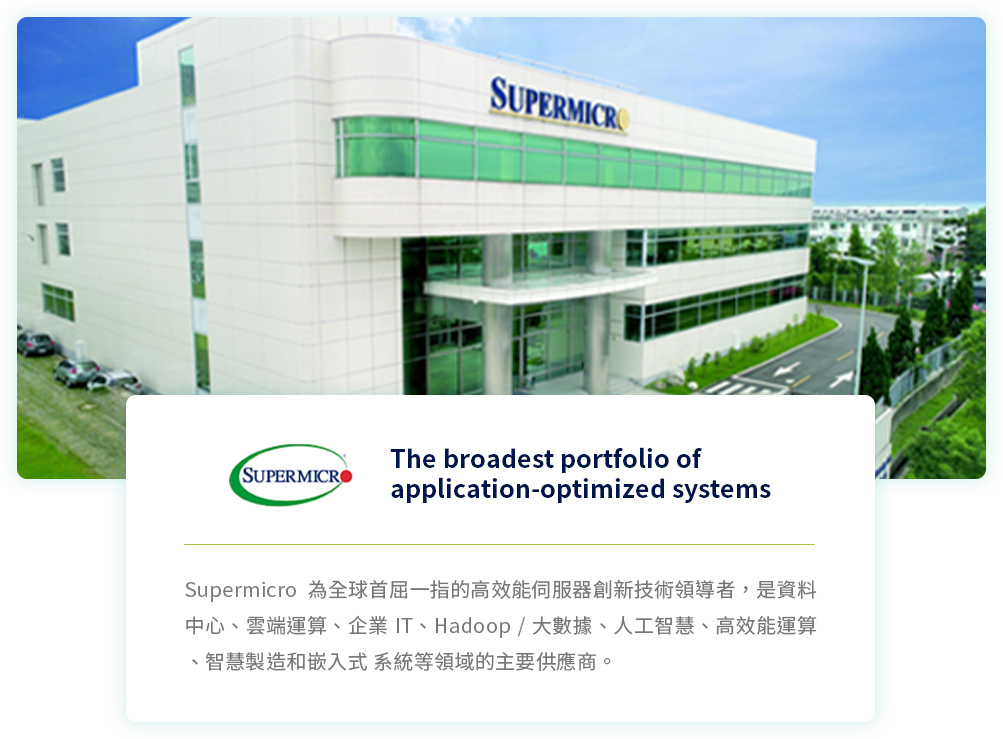 SUPERMICRO
SUPERMICRO
The broadest portfolio of
application-optimized systems
Supermicro 為全球首屈一指的高效能伺服器創新技術領導者，是資料
中心、雲端運算、企業 IT、Hadoop / 大數據、人工智慧、高效能運算
、智慧製造和嵌入式 系統等領域的主要供應商。